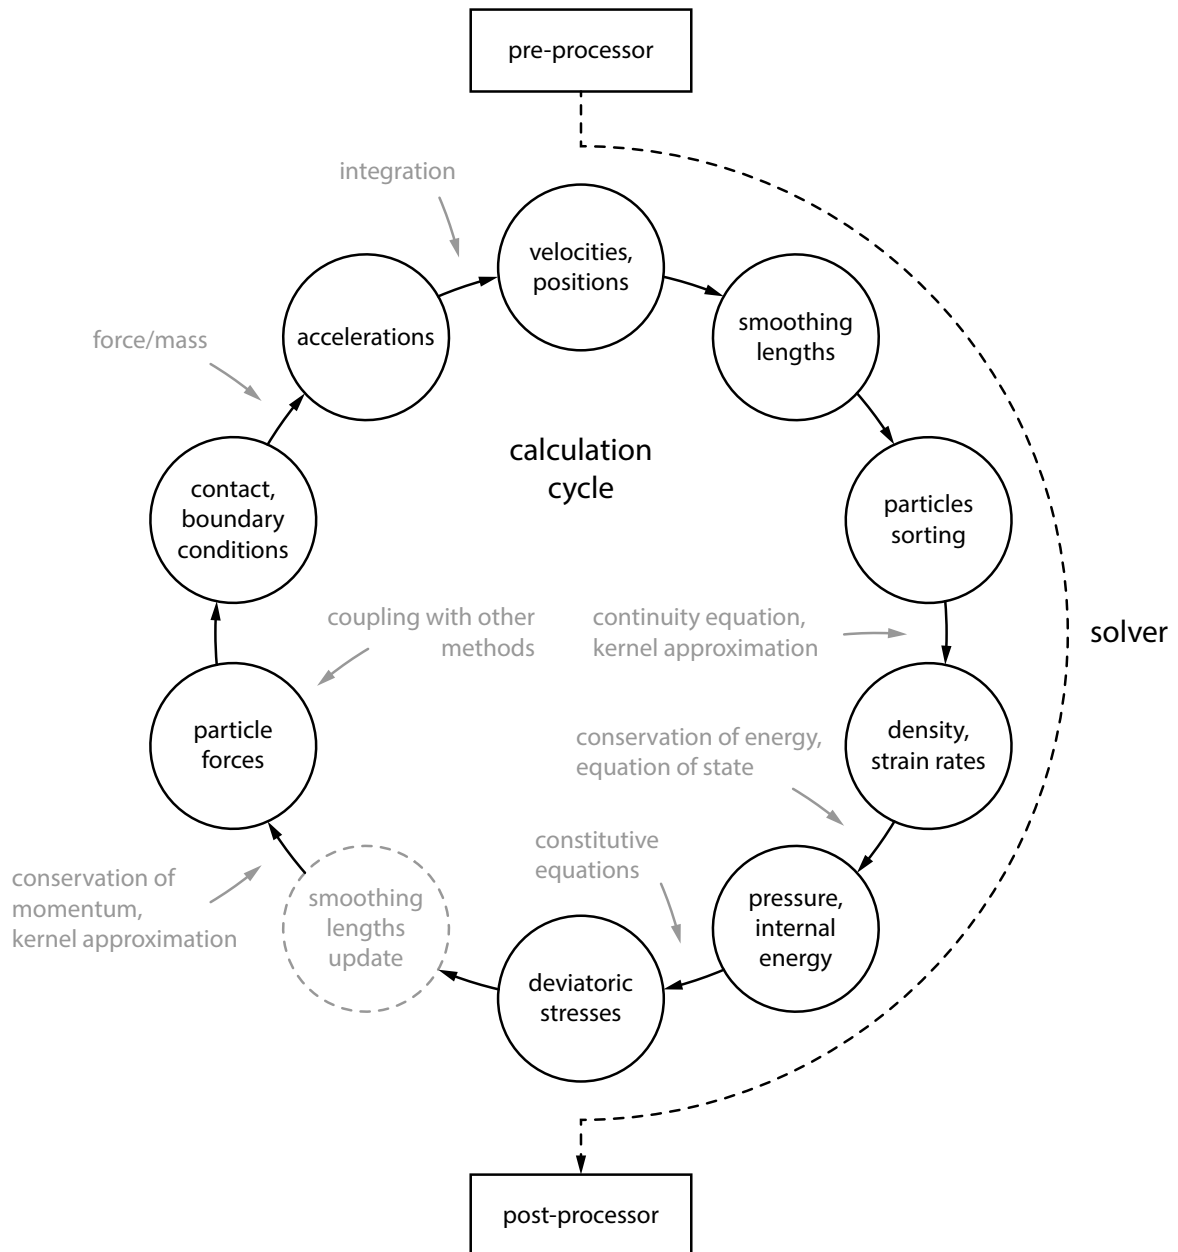 pre-processor
integration
velocities,
positions
accelerations
smoothing
lengths
force/mass
calculation
cycle
contact,
boundary
conditions
particles
sorting
coupling with other
methods
continuity equation,
kernel approximation
solver
particle
forces
density,
strain rates
conservation of energy,
equation of state
constitutive
equations
conservation of
momentum,
kernel approximation
smoothing
lengths
update
pressure,
internal
energy
deviatoric
stresses
post-processor